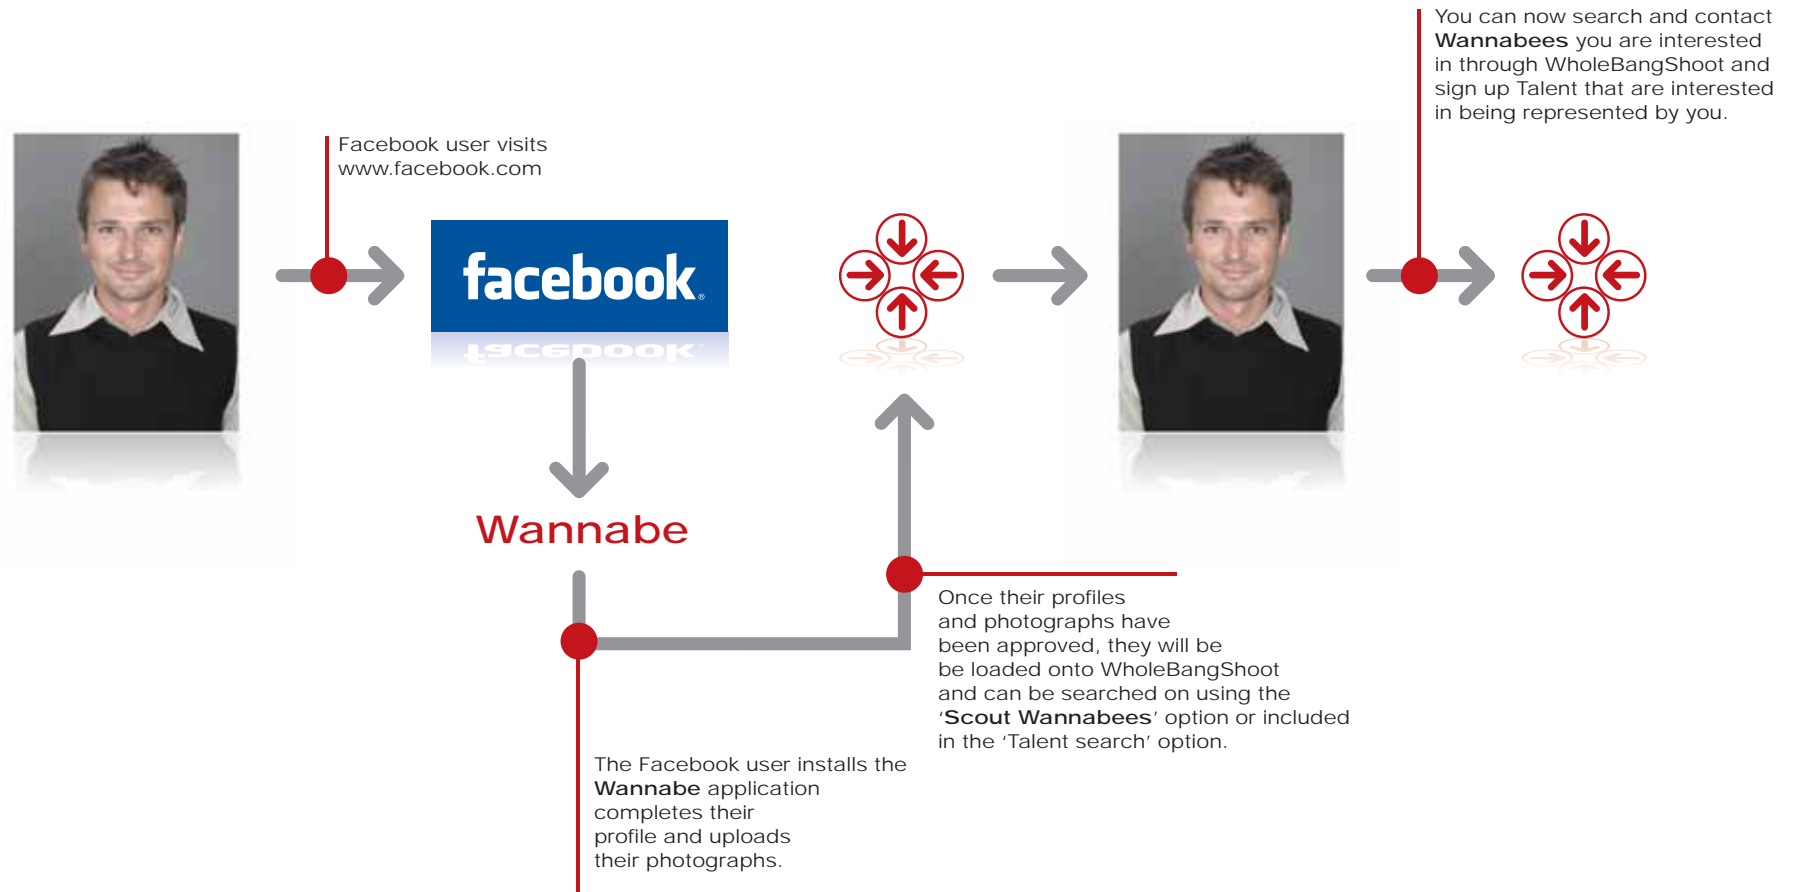 You can now search and contact
Wannabees you are interested
in through WholeBangShoot and
sign up Talent that are interested
in being represented by you.
Facebook user visits
www.facebook.com
facebook®
Wannabe
Once their profiles
and photographs have
been approved, they will be
be loaded onto WholeBangShoot
and can be searched on using the
‘Scout Wannabees’ option or included
in the ‘Talent search’ option.
The Facebook user installs the
Wannabe application
completes their
profile and uploads
their photographs.